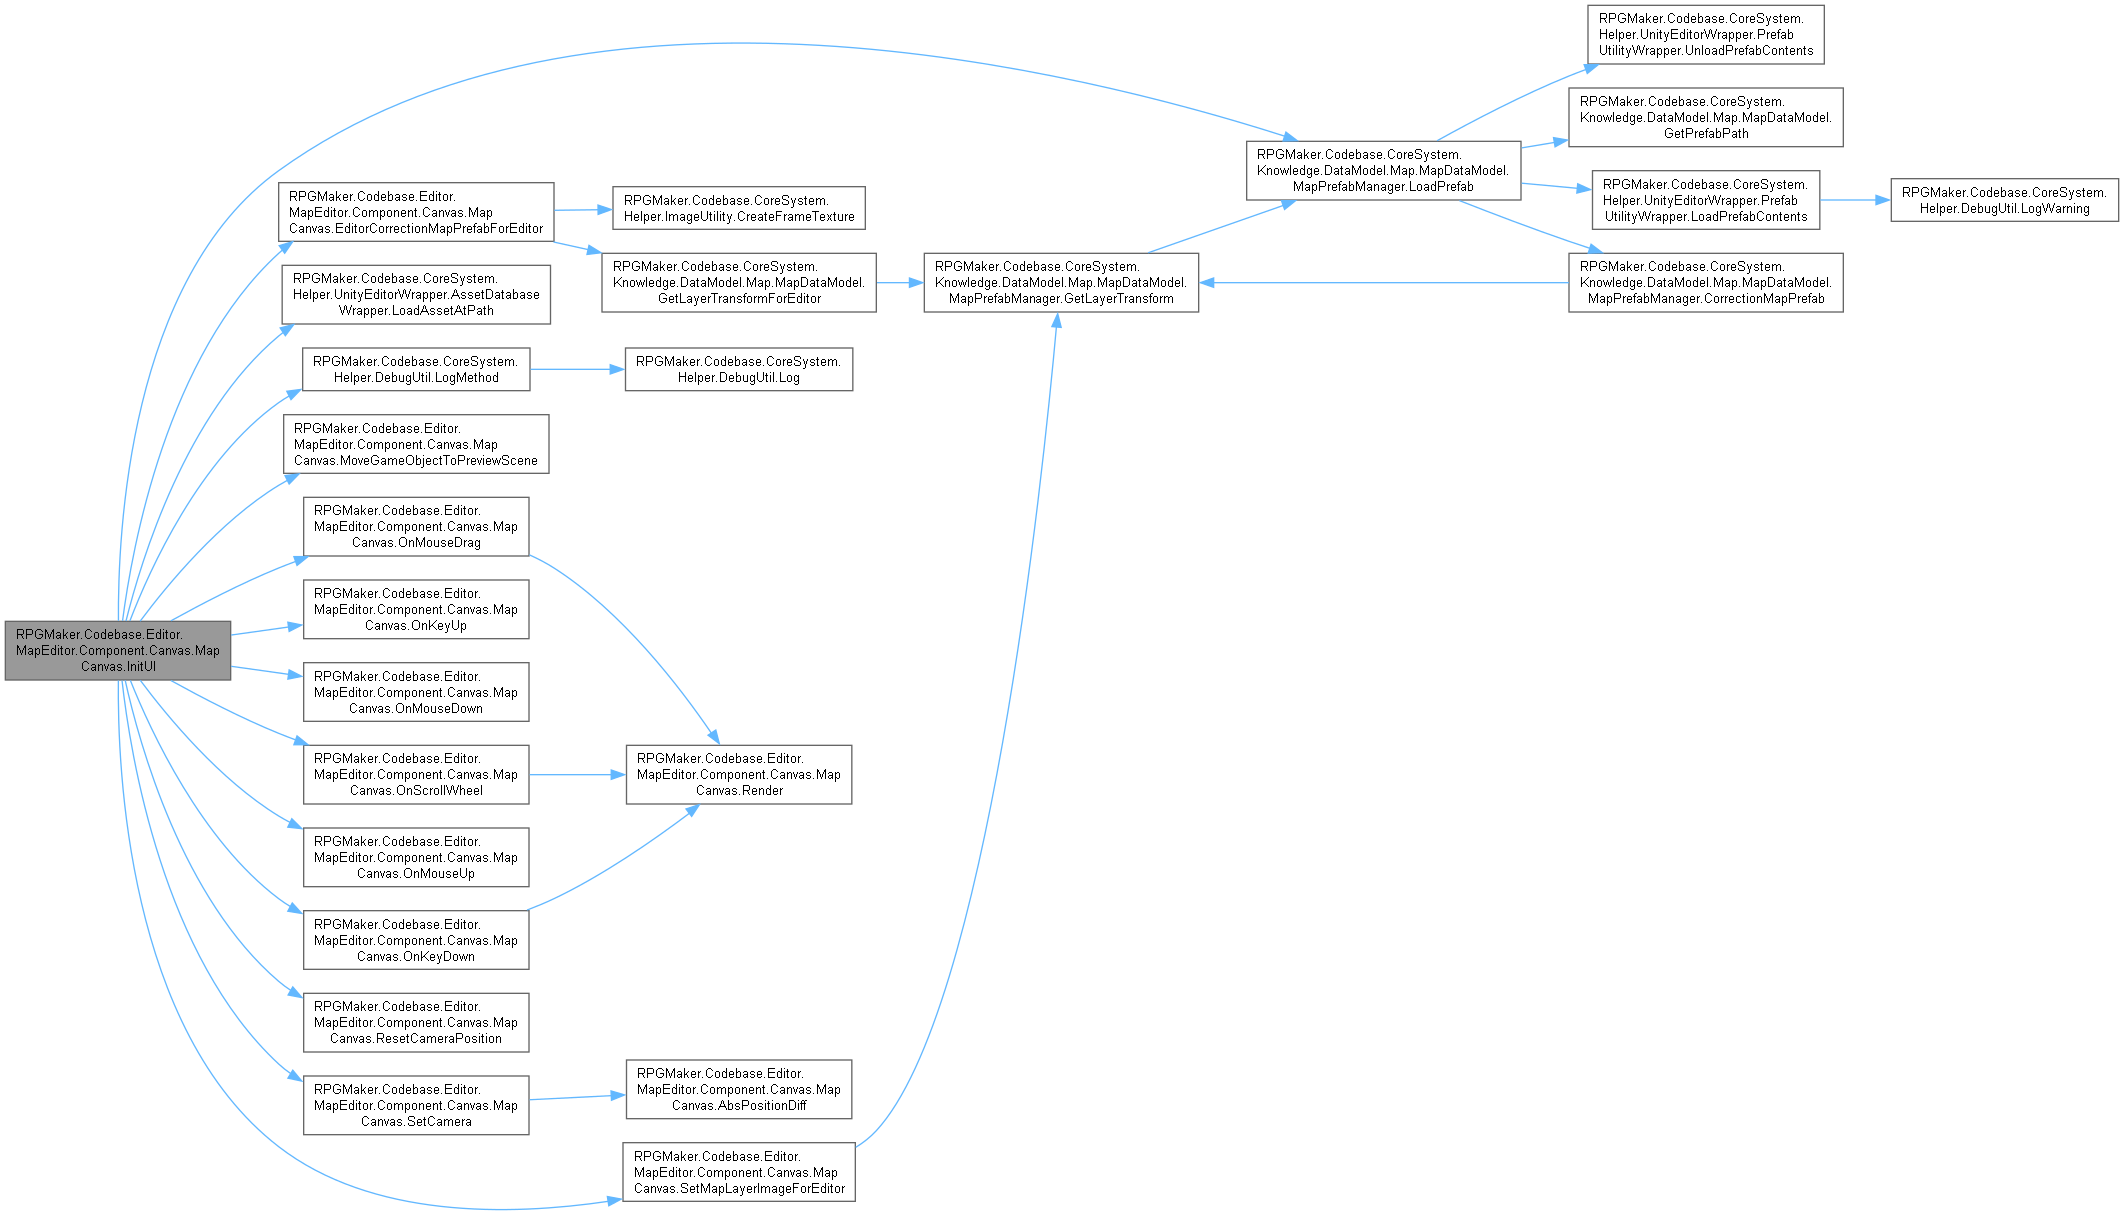 RPGMaker.Codebase.CoreSystem.
Helper.UnityEditorWrapper.Prefab
UtilityWrapper.UnloadPrefabContents
RPGMaker.Codebase.CoreSystem.
Knowledge.DataModel.Map.MapDataModel.
GetPrefabPath
RPGMaker.Codebase.CoreSystem.
Knowledge.DataModel.Map.MapDataModel.
MapPrefabManager.LoadPrefab
RPGMaker.Codebase.CoreSystem.
Helper.UnityEditorWrapper.Prefab
UtilityWrapper.LoadPrefabContents
RPGMaker.Codebase.CoreSystem.
Helper.DebugUtil.LogWarning
RPGMaker.Codebase.Editor.
MapEditor.Component.Canvas.Map
Canvas.EditorCorrectionMapPrefabForEditor
RPGMaker.Codebase.CoreSystem.
Helper.ImageUtility.CreateFrameTexture
RPGMaker.Codebase.CoreSystem.
Knowledge.DataModel.Map.MapDataModel.
GetLayerTransformForEditor
RPGMaker.Codebase.CoreSystem.
Knowledge.DataModel.Map.MapDataModel.
MapPrefabManager.GetLayerTransform
RPGMaker.Codebase.CoreSystem.
Knowledge.DataModel.Map.MapDataModel.
MapPrefabManager.CorrectionMapPrefab
RPGMaker.Codebase.CoreSystem.
Helper.UnityEditorWrapper.AssetDatabase
Wrapper.LoadAssetAtPath
RPGMaker.Codebase.CoreSystem.
Helper.DebugUtil.LogMethod
RPGMaker.Codebase.CoreSystem.
Helper.DebugUtil.Log
RPGMaker.Codebase.Editor.
MapEditor.Component.Canvas.Map
Canvas.MoveGameObjectToPreviewScene
RPGMaker.Codebase.Editor.
MapEditor.Component.Canvas.Map
Canvas.OnMouseDrag
RPGMaker.Codebase.Editor.
MapEditor.Component.Canvas.Map
Canvas.OnKeyUp
RPGMaker.Codebase.Editor.
MapEditor.Component.Canvas.Map
Canvas.InitUI
RPGMaker.Codebase.Editor.
MapEditor.Component.Canvas.Map
Canvas.OnMouseDown
RPGMaker.Codebase.Editor.
MapEditor.Component.Canvas.Map
Canvas.OnScrollWheel
RPGMaker.Codebase.Editor.
MapEditor.Component.Canvas.Map
Canvas.Render
RPGMaker.Codebase.Editor.
MapEditor.Component.Canvas.Map
Canvas.OnMouseUp
RPGMaker.Codebase.Editor.
MapEditor.Component.Canvas.Map
Canvas.OnKeyDown
RPGMaker.Codebase.Editor.
MapEditor.Component.Canvas.Map
Canvas.ResetCameraPosition
RPGMaker.Codebase.Editor.
MapEditor.Component.Canvas.Map
Canvas.SetCamera
RPGMaker.Codebase.Editor.
MapEditor.Component.Canvas.Map
Canvas.AbsPositionDiff
RPGMaker.Codebase.Editor.
MapEditor.Component.Canvas.Map
Canvas.SetMapLayerImageForEditor